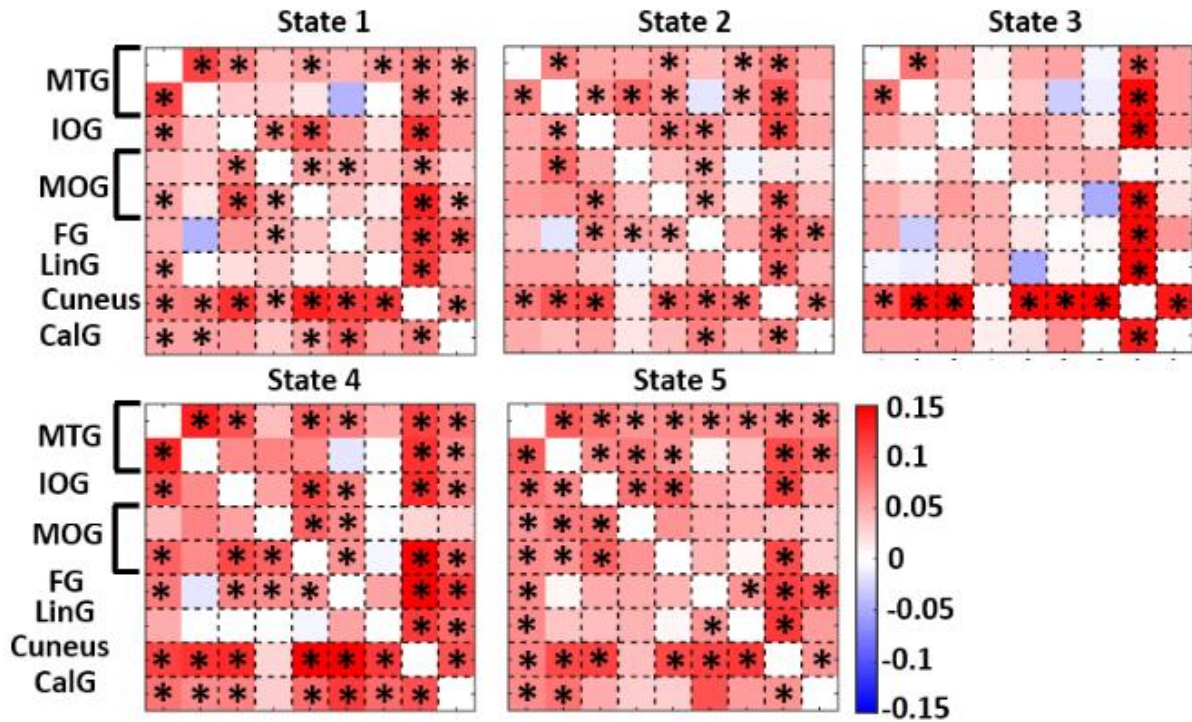 State 1 State 2 State 3
MTG
IOG
MOG
FG
LinG
Cuneus
CalG
State 4 State 5
MTG
IOG
MOG
FG
LinG
Cuneus
CalG
0.15
0.1
0.05
0
-0.05
-0.1
-0.15